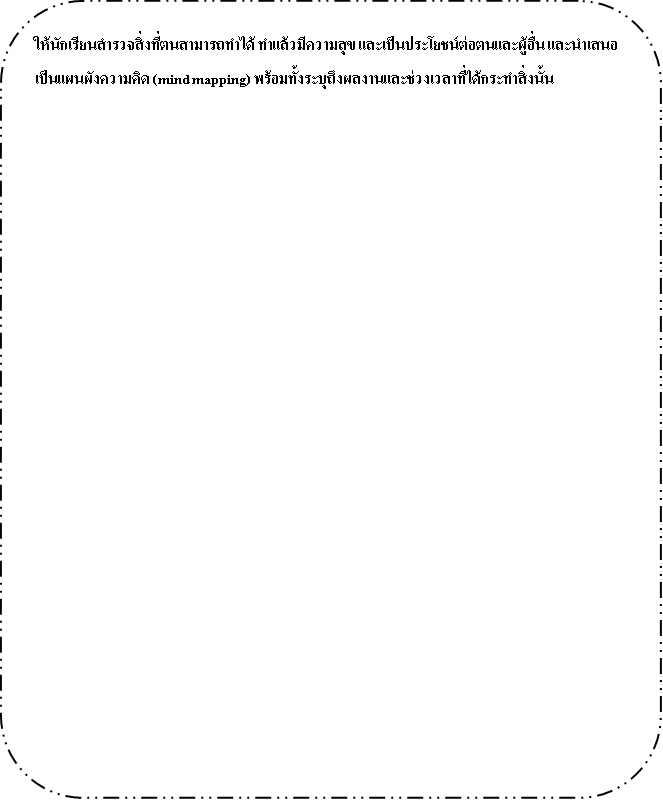 ให้นักเรียนสำรวจสิ่งที่ตนสามารถทำได้ ทำแล้วมีความสุข และเป็นประโยชน์ต่อตนและผู้อื่น และนำเสนอ
เป็นแผนผังความคิด (mind mapping) พร้อมทั้งระบุถึงผลงานและช่วงเวลาที่ได้กระทำสิ่งนั้น